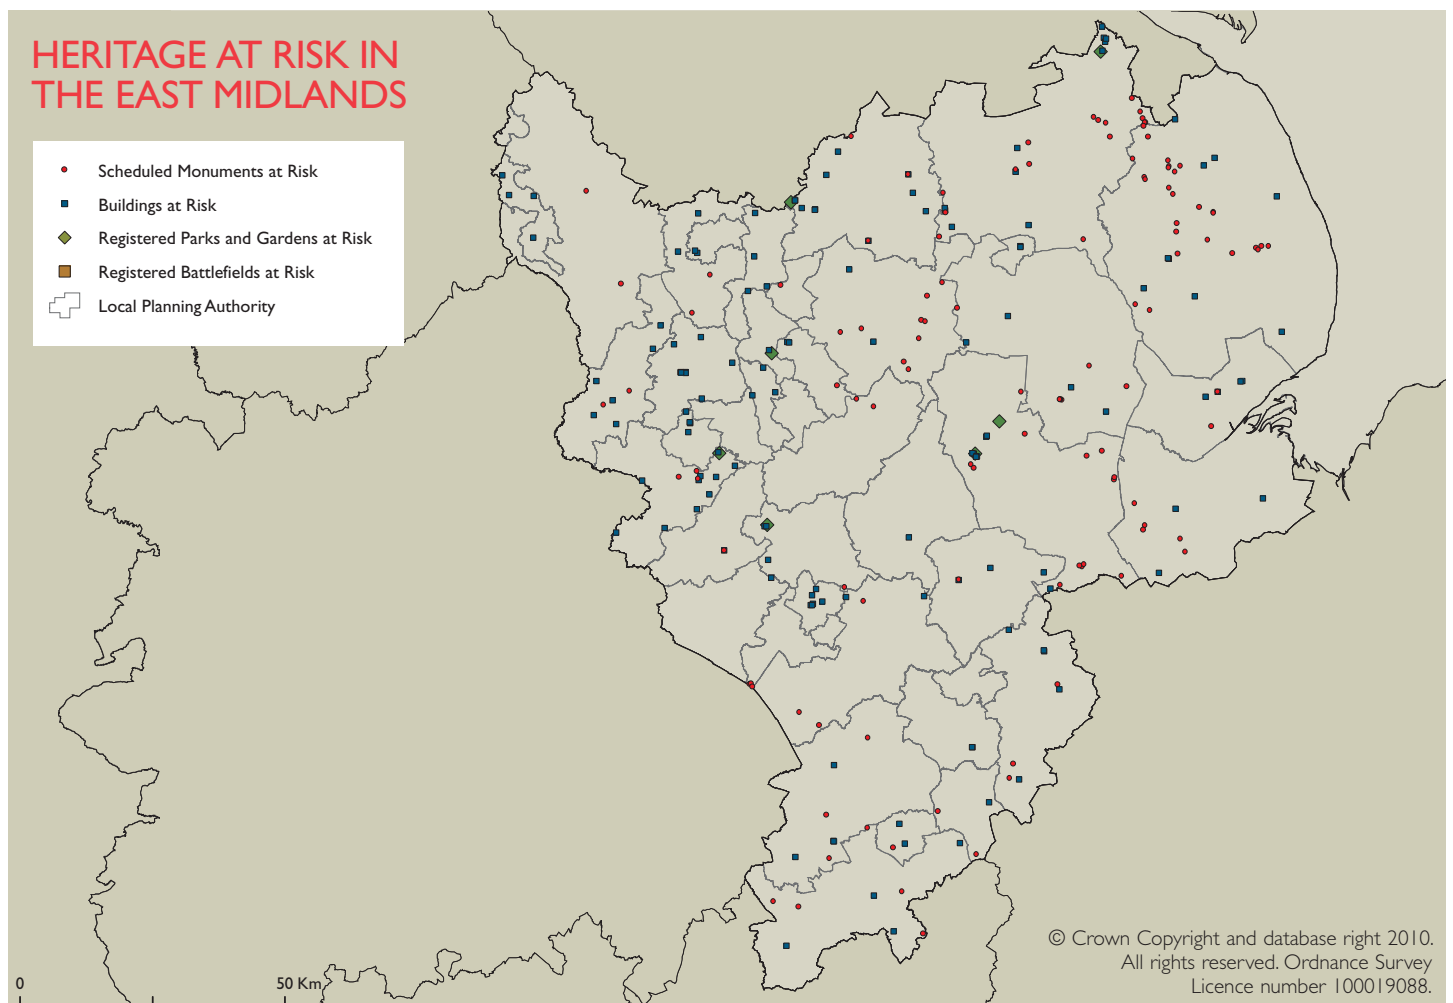 HERITAGE AT RISK IN
THE EAST MIDLANDS
Scheduled Monuments at Risk
Buildings at Risk
Registered Parks and Gardens at Risk
Registered Battlefields at Risk
Local Planning Authority
0
50 Km
© Crown Copyright and database right 2010.
All rights reserved. Ordnance Survey
Licence number 100019088.